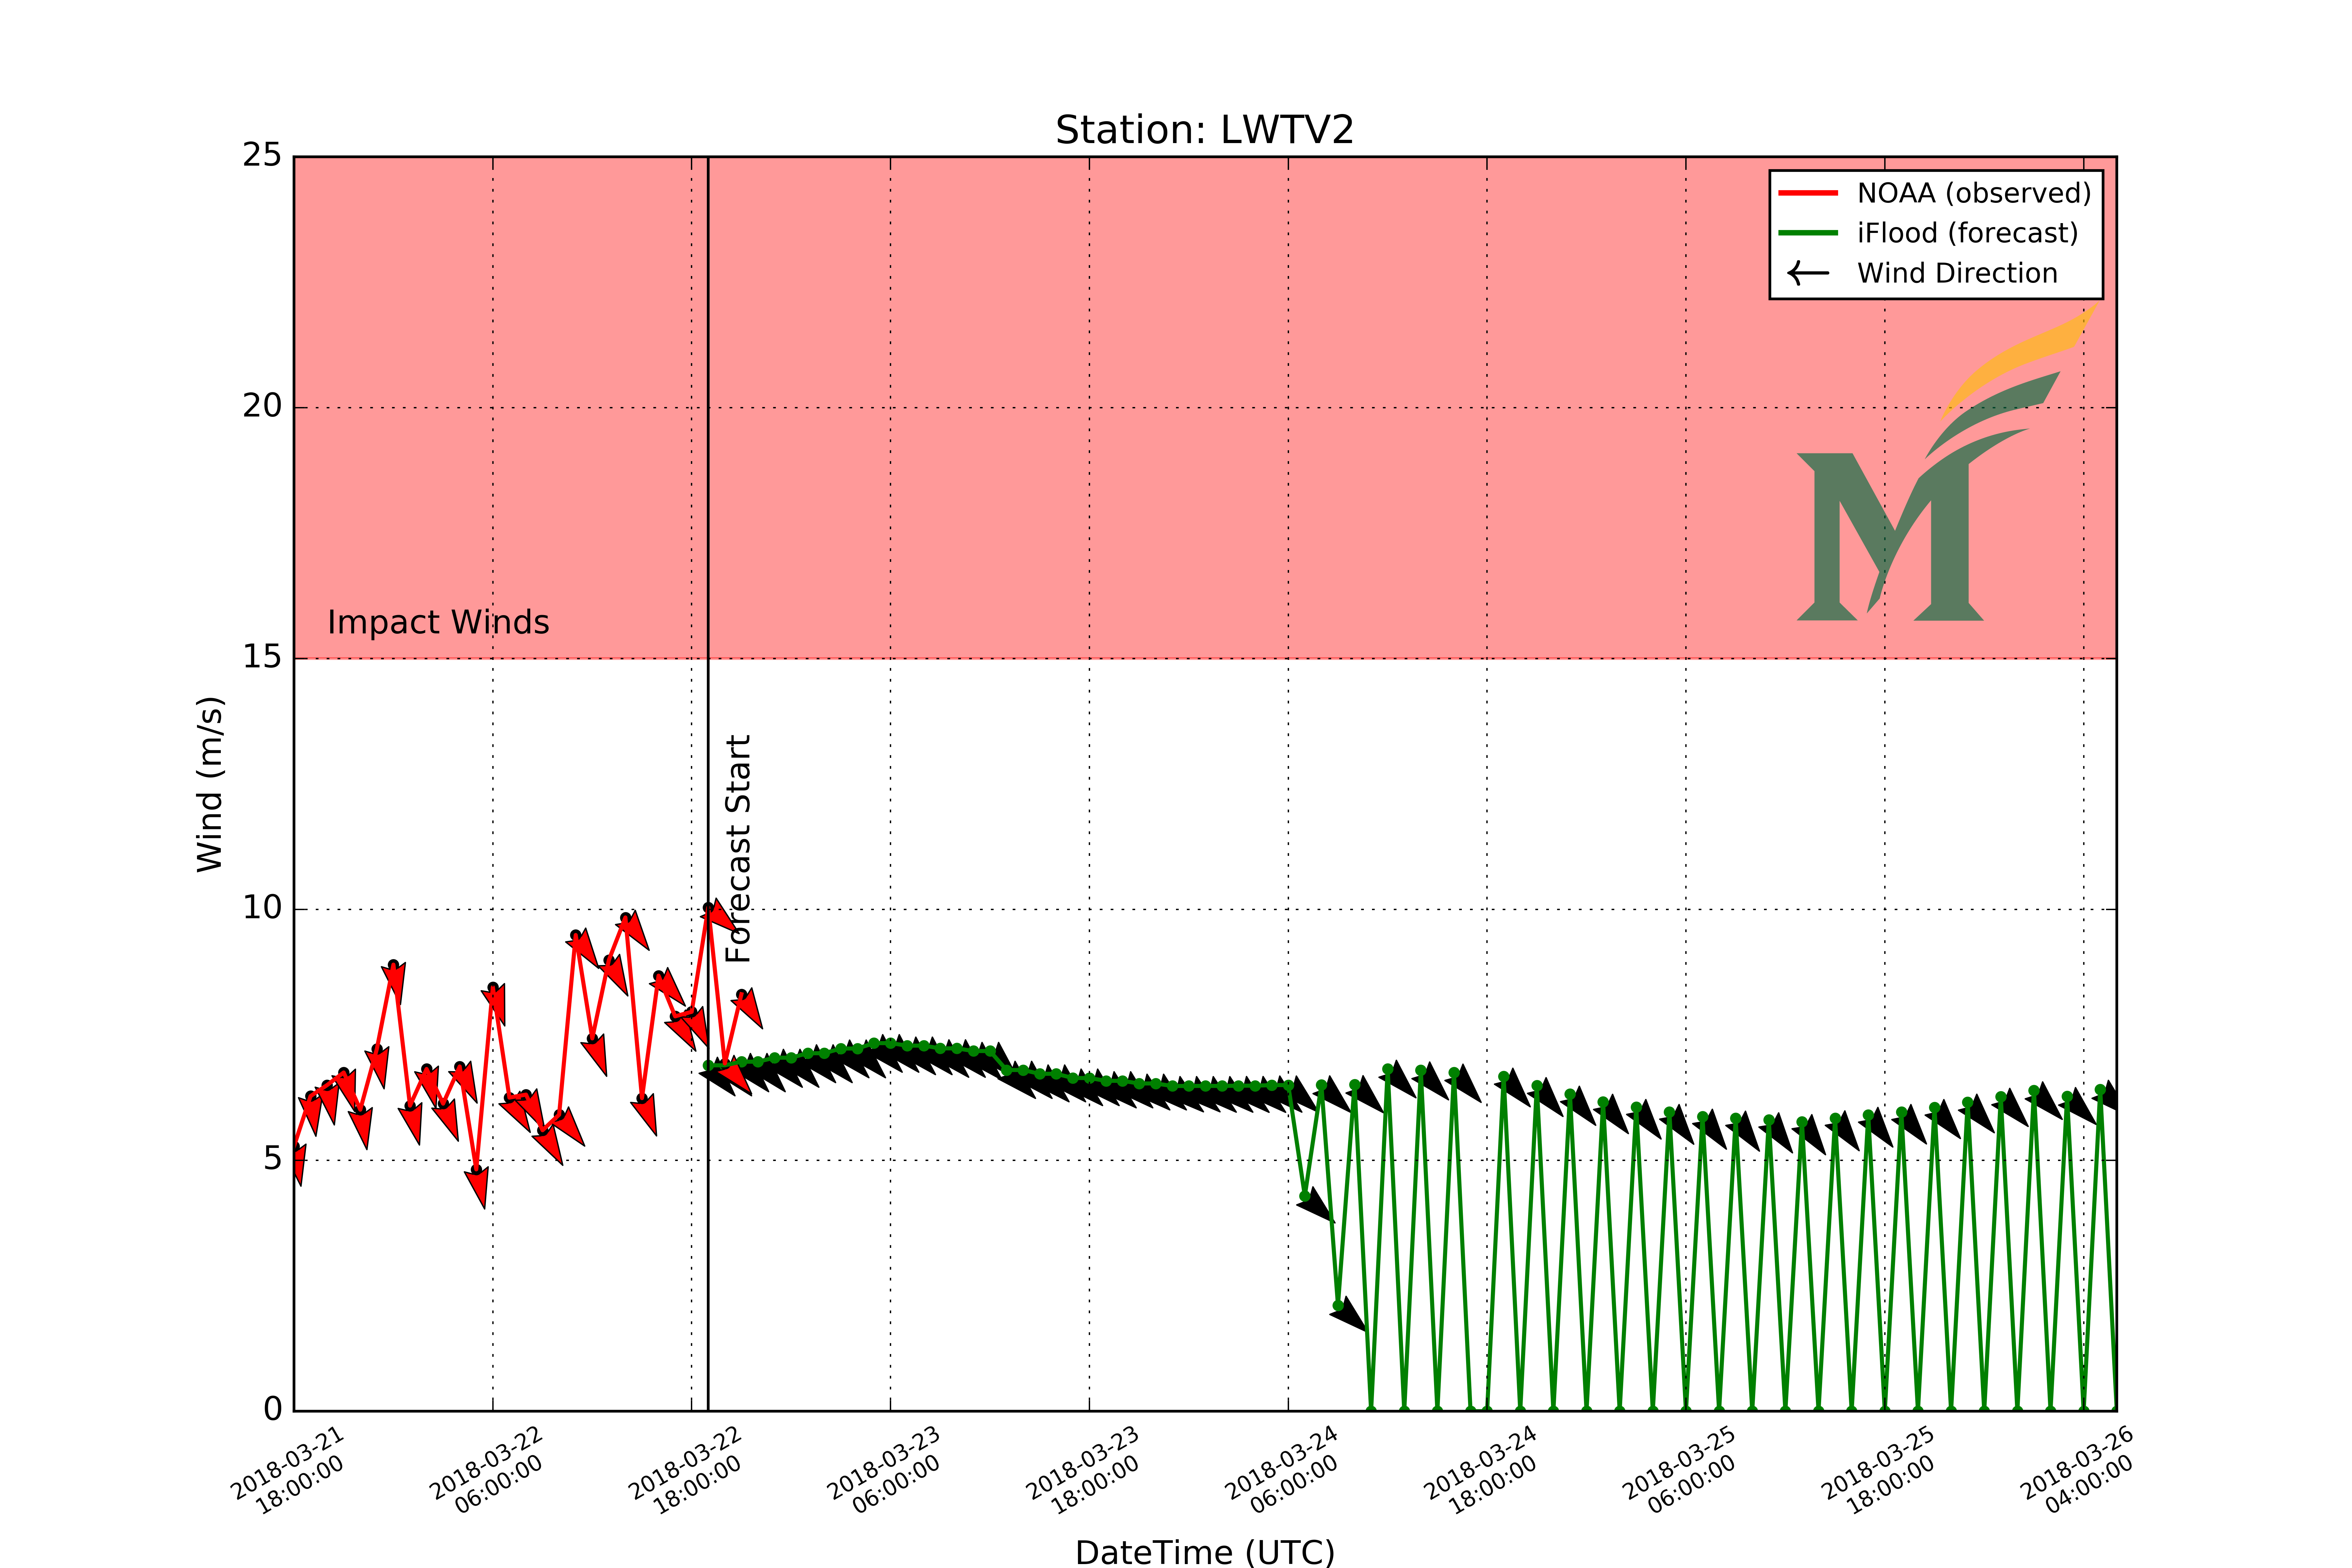 Station: LWTV2
25
20
15
10
5
0
Wind (m/s)
NOAA (observed)
iFlood (forecast)
Wind Direction
Impact Winds
Forecast Start
M
2018-03-21
18:00:00
2018-03-22
06:00:00
2018-03-22
18:00:00
2018-03-23
06:00:00
2018-03-23
18:00:00
2018-03-24
06:00:00
2018-03-24
18:00:00
2018-03-25
06:00:00
2018-03-25
18:00:00
2018-03-26
04:00:00
DateTime (UTC)